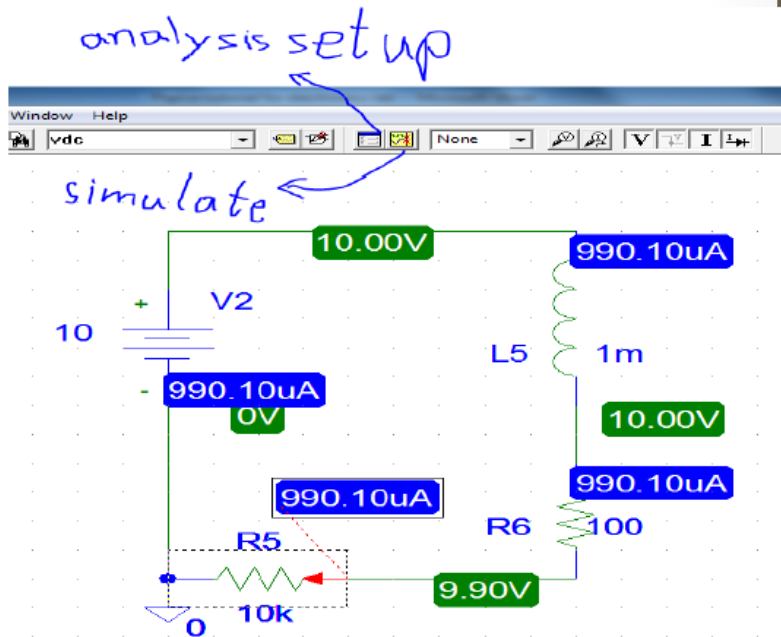 analysis setup
Window Help
vdc None V I
simulate
10.00V 990.10uA
+ V2
10
L5 1m
- 990.10uA
0V 10.00V
990.10uA 990.10uA
R6 100
R5
9.90V
10k
0